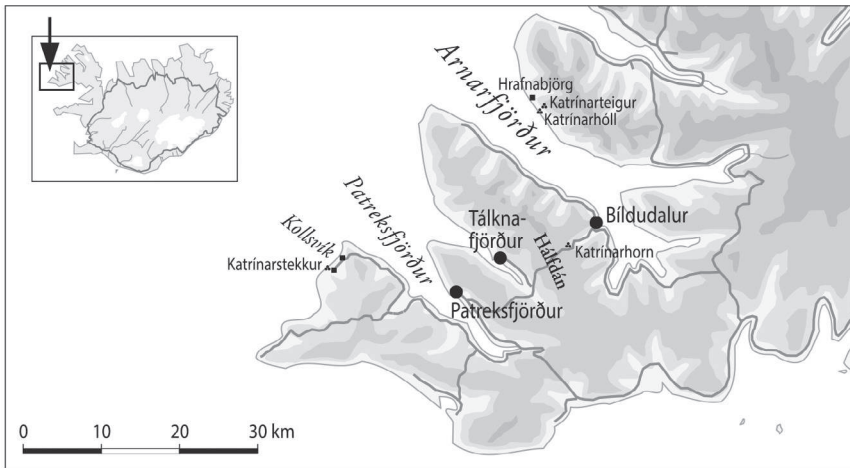 Arnarfjörður
Hrafnabjörg
Katrínarteigur
Katrínarhóll
Patreksfjörður
Kollsvík
Katrínarstekkur
Tálkna-
fjörður
Hálfdán
Bíldudalur
Katrínarhorn
Patreksfjörður
0 10 20 30 km